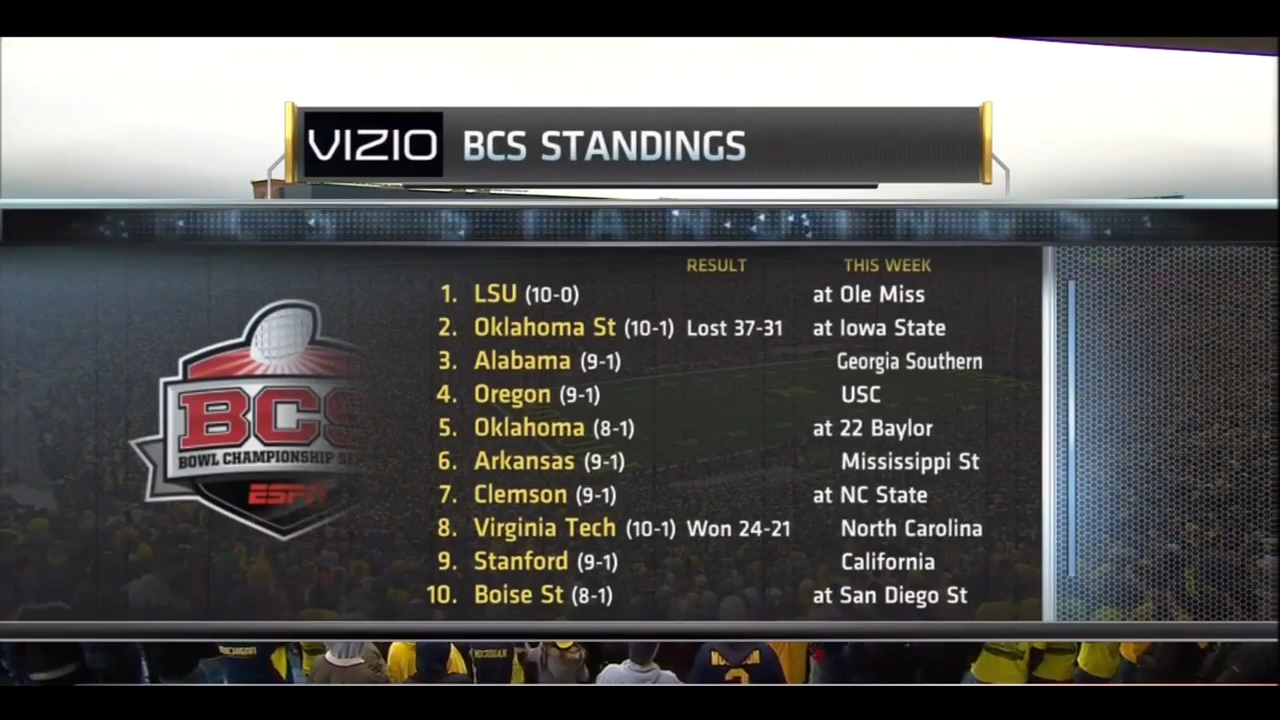 VIZIO BCS STANDINGS
RESULT THIS WEEK
1. LSU (10-0) at Ole Miss
2. Oklahoma St (10-1) Lost 37-31 at Iowa State
3. Alabama (9-1) Georgia Southern
4. Oregon (9-1) USC
5. Oklahoma (8-1) at 22 Baylor
6. Arkansas (9-1) Mississippi St
7. Clemson (9-1) at NC State
8. Virginia Tech (10-1) Won 24-21 North Carolina
9. Stanford (9-1) California
10. Boise St (8-1) at San Diego St
BCS
BOWL CHAMPIONSHIP
ESPN